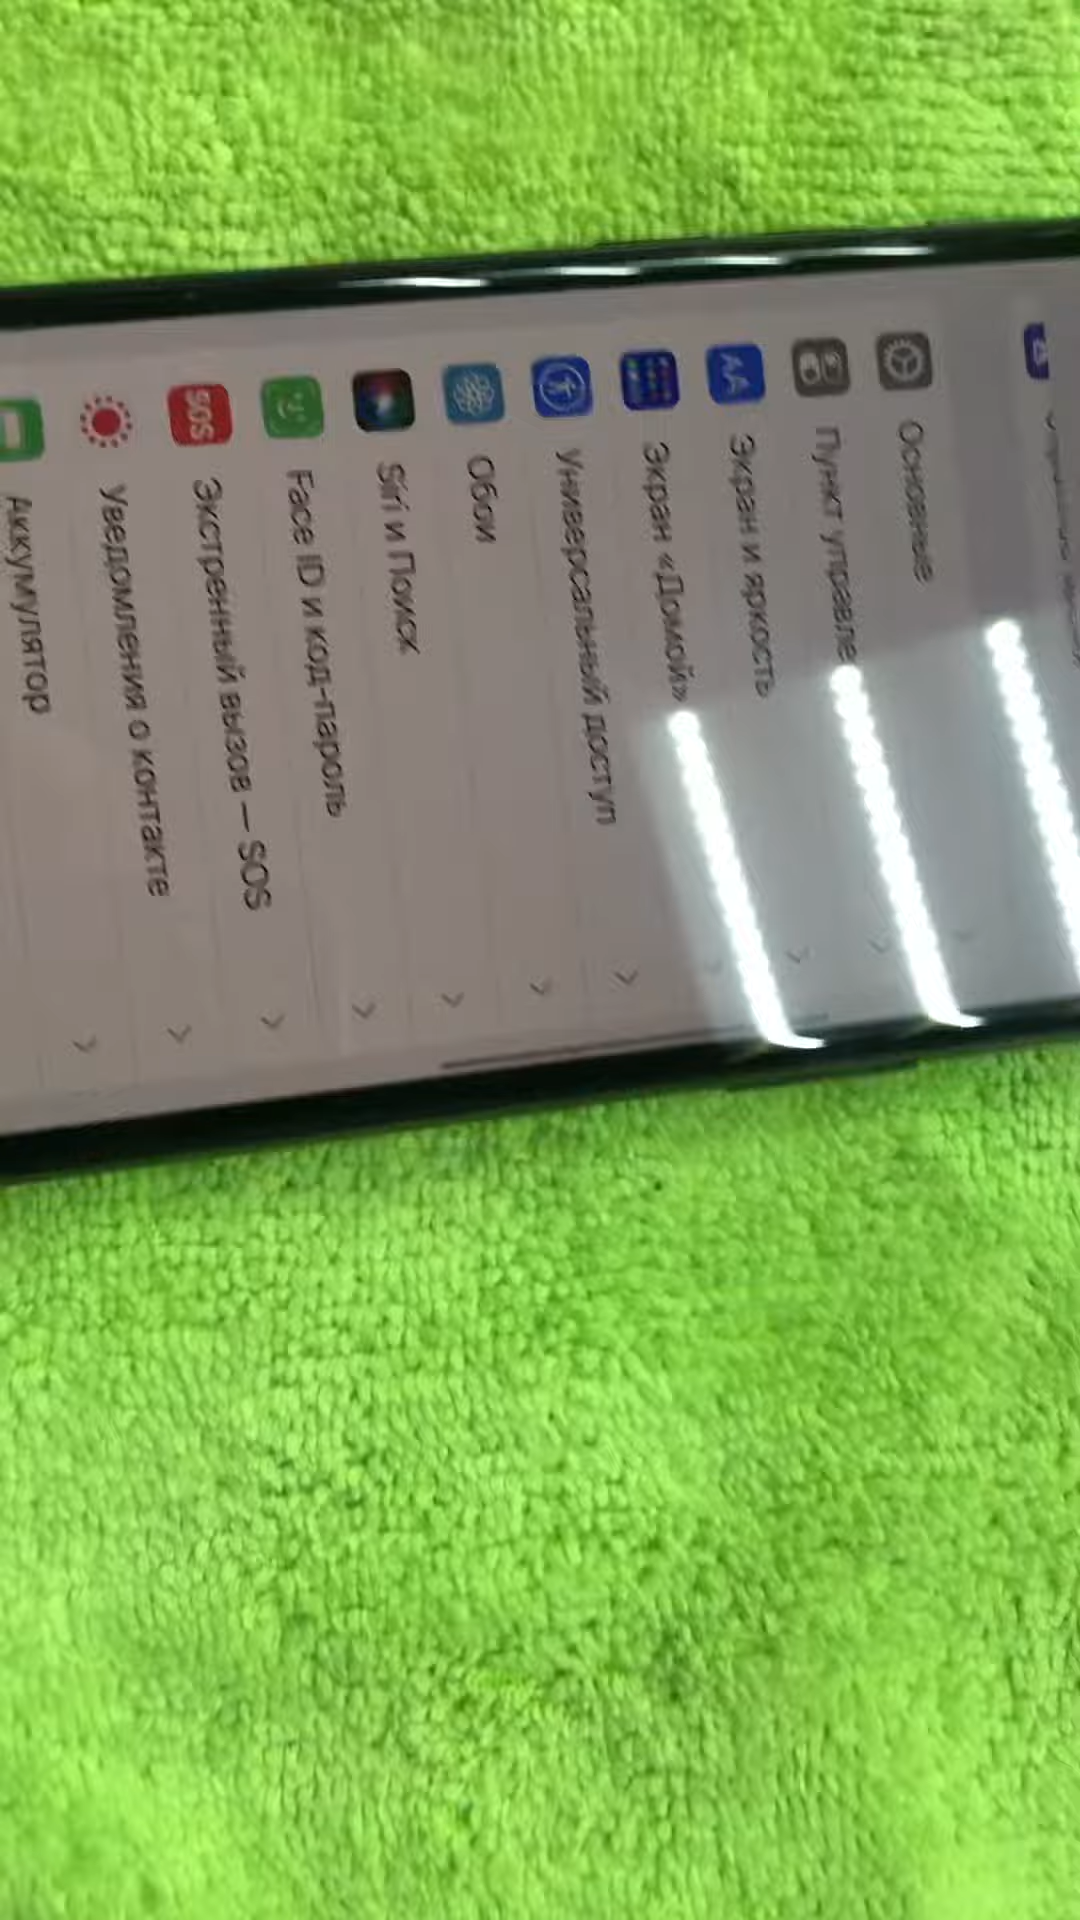 Основные
Пункт управле
Экран и яркость
AA
Экран «Домой»
Универсальный доступ
Обои
Siri и Поиск
Face ID и код-пароль
Экстренный вызов — SOS
SOS
Уведомления о контакте
Аккумулятор